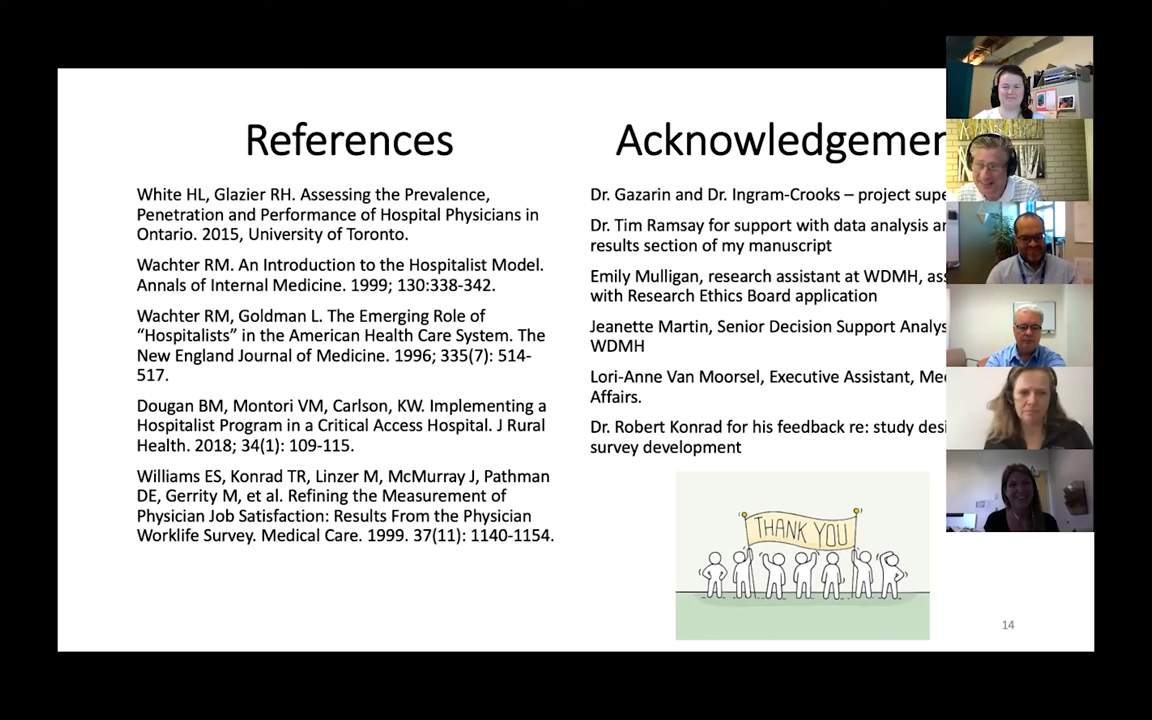 References
White HL, Glazier RH. Assessing the Prevalence,
Penetration and Performance of Hospital Physicians in
Ontario. 2015, University of Toronto.
Wachter RM. An Introduction to the Hospitalist Model.
Annals of Internal Medicine. 1999; 130:338-342.
Wachter RM, Goldman L. The Emerging Role of
“Hospitalists” in the American Health Care System. The
New England Journal of Medicine. 1996; 335(7): 514-
517.
Dougan BM, Montori VM, Carlson, KW. Implementing a
Hospitalist Program in a Critical Access Hospital. J Rural
Health. 2018; 34(1): 109-115.
Williams ES, Konrad TR, Linzer M, McMurray J, Pathman
DE, Gerrity M, et al. Refining the Measurement of
Physician Job Satisfaction: Results From the Physician
Worklife Survey. Medical Care. 1999. 37(11): 1140-1154.
Acknowledgemen
Dr. Gazarin and Dr. Ingram-Crooks – project supe
Dr. Tim Ramsay for support with data analysis an
results section of my manuscript
Emily Mulligan, research assistant at WDMH, ass
with Research Ethics Board application
Jeanette Martin, Senior Decision Support Analys
WDMH
Lori-Anne Van Moorsel, Executive Assistant, Med
Affairs.
Dr. Robert Konrad for his feedback re: study desi
survey development
THANK YOU
14